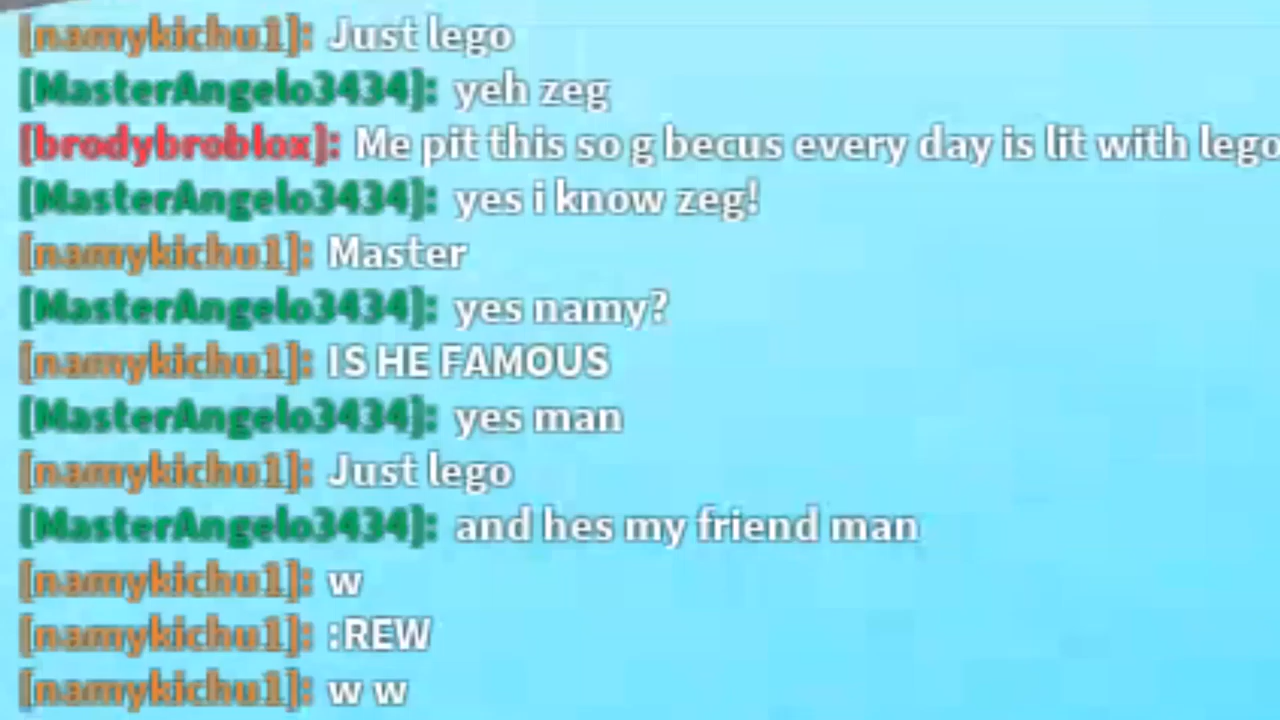 [namykichu1]: Just lego
[MasterAngelo3434]: yeh zeg
[brodybroblox]: Me pit this so g becus every day is lit with lego
[MasterAngelo3434]: yes i know zeg!
[namykichu1]: Master
[MasterAngelo3434]: yes namy?
[namykichu1]: IS HE FAMOUS
[MasterAngelo3434]: yes man
[namykichu1]: Just lego
[MasterAngelo3434]: and hes my friend man
[namykichu1]: w
[namykichu1]: :REW
[namykichu1]: w w